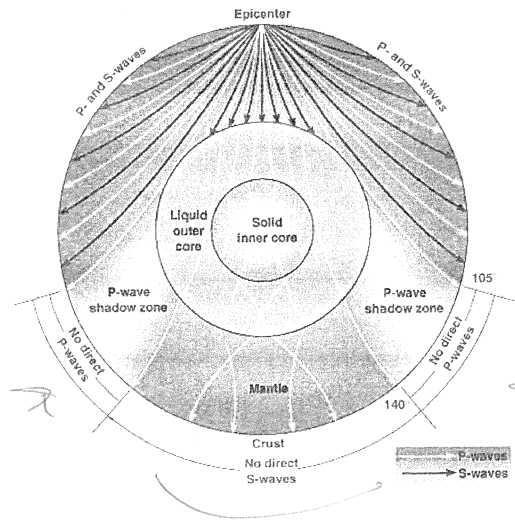 Epicenter
P- and S-waves
P- and S-waves
Liquid
outer
core
Solid
inner core
P-wave
shadow zone
P-wave
shadow zone
105
No direct
P-waves
No direct
P-waves
Mantle
140
Crust
No direct
S-waves
P-waves
S-waves